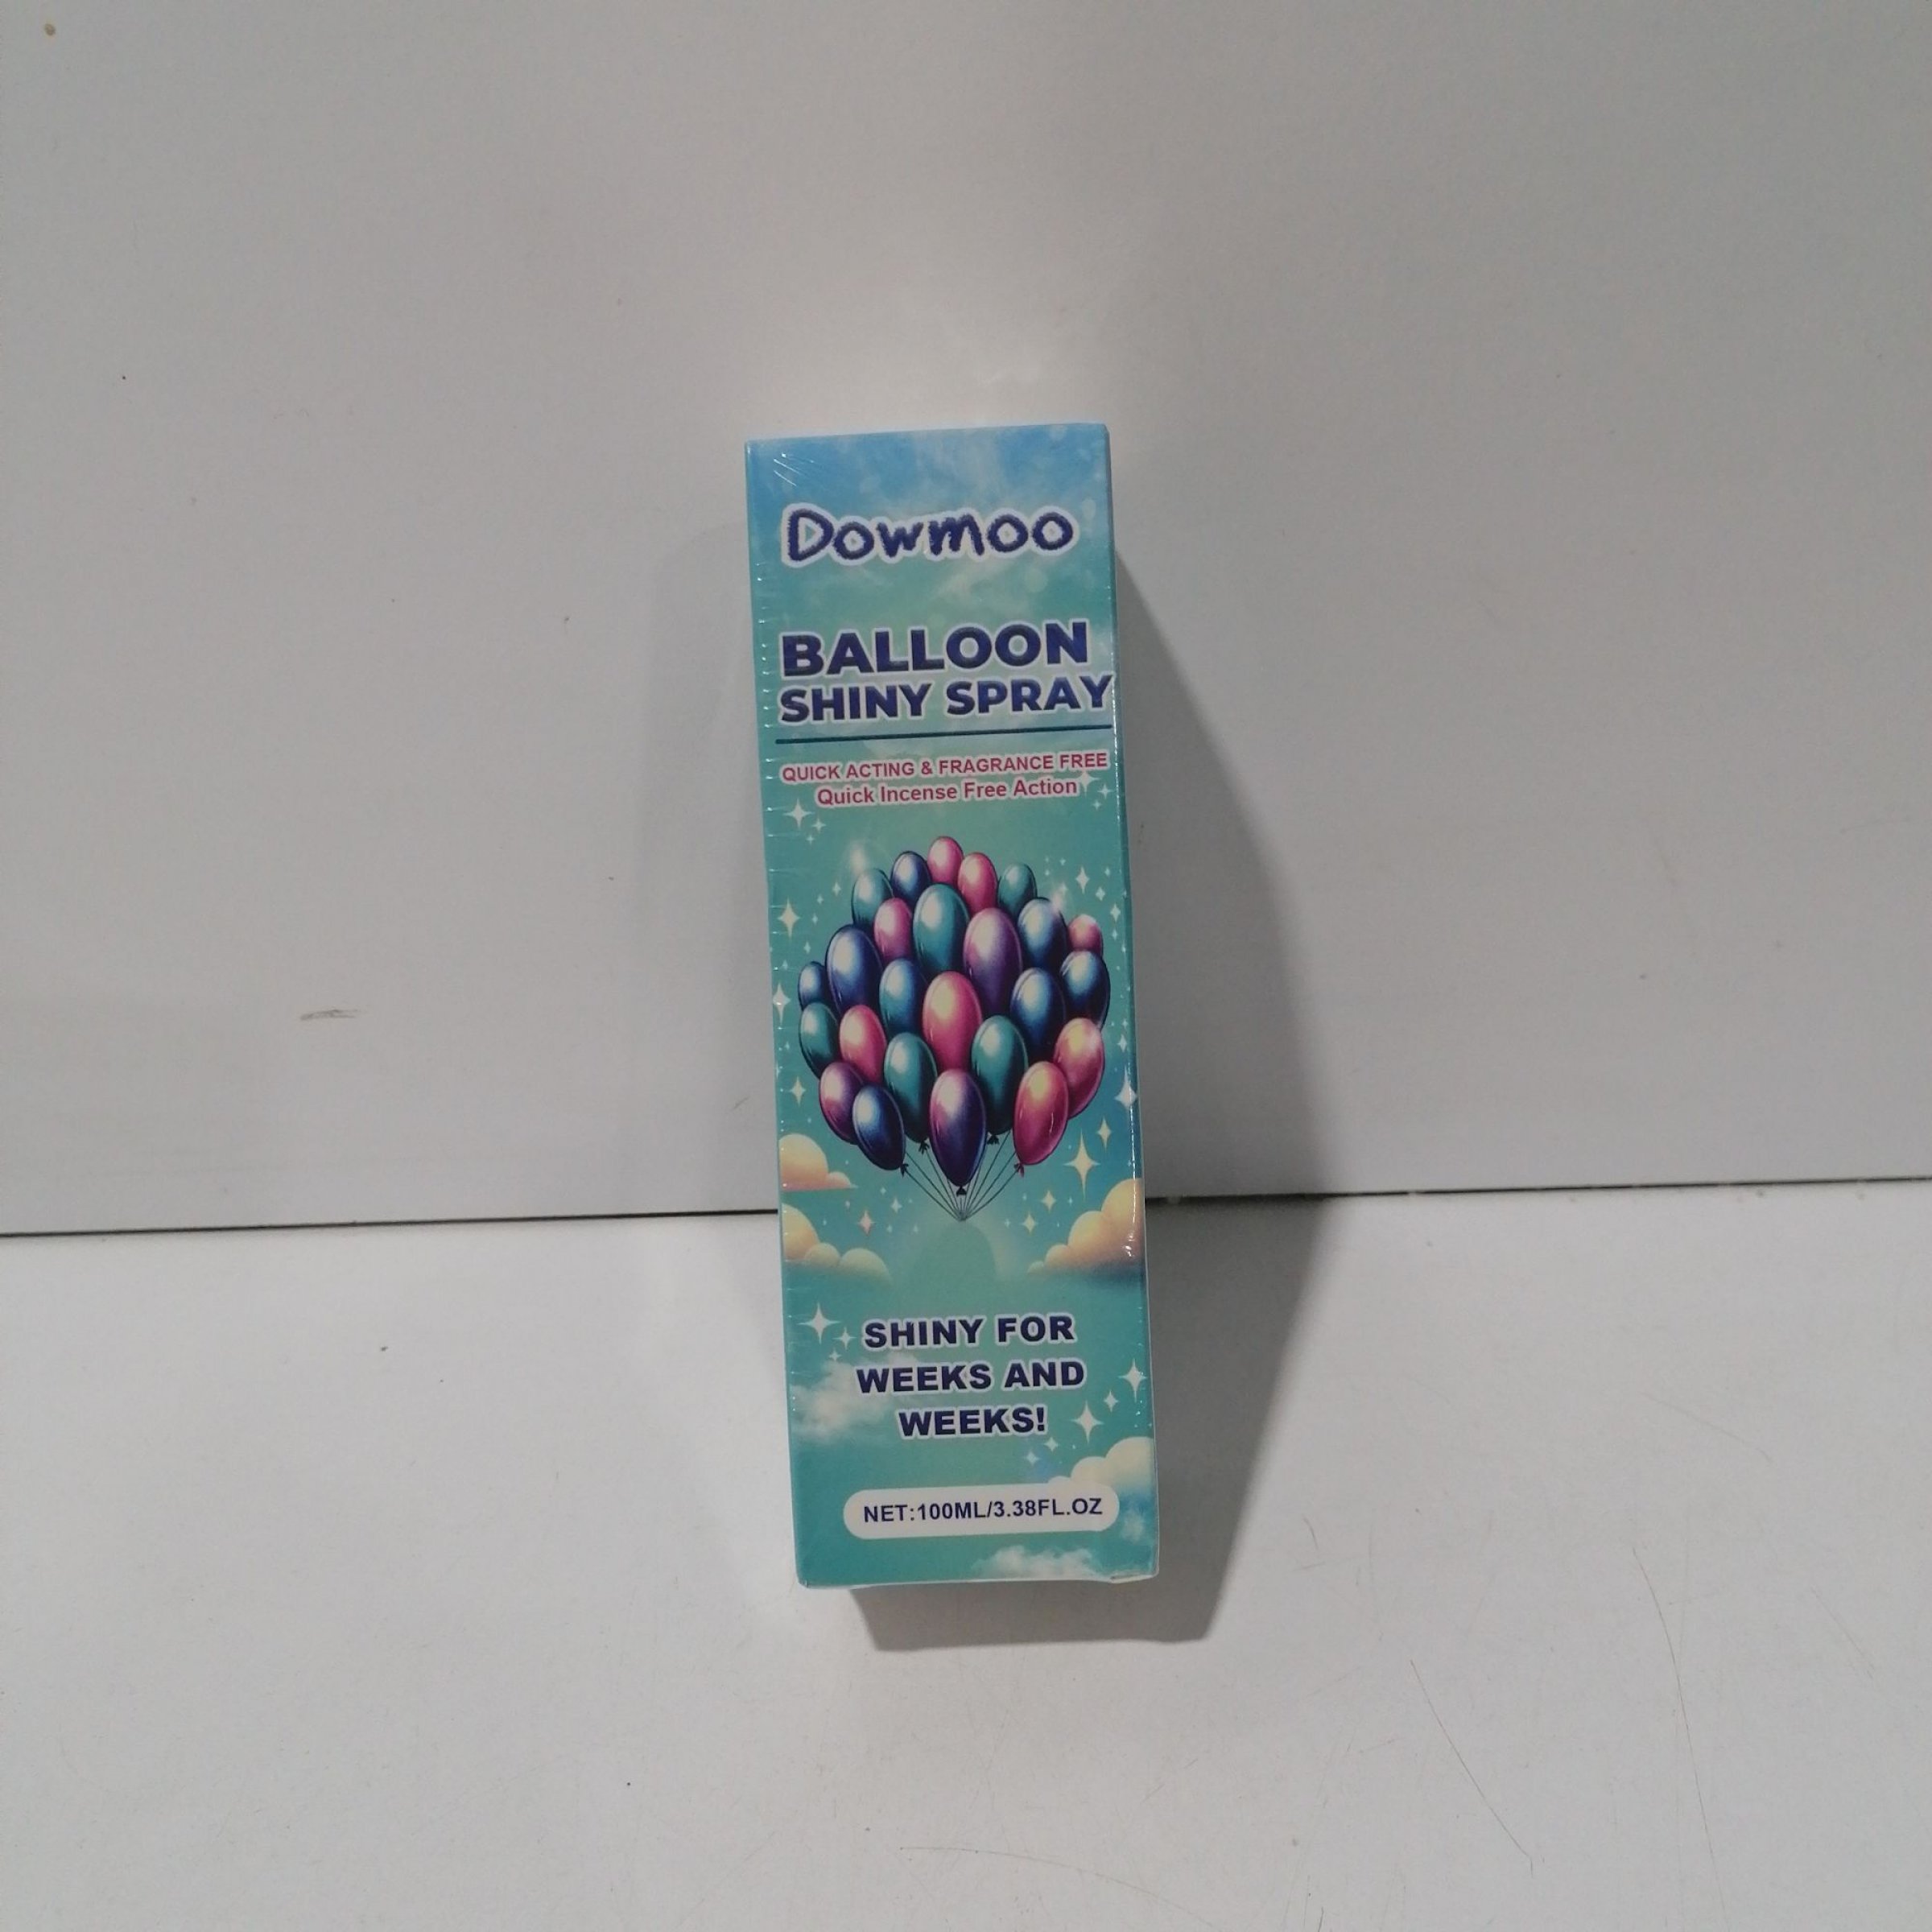 Dowmoo
BALLOON
SHINY SPRAY
QUICK ACTING & FRAGRANCE FREE
Quick Incense Free Action
SHINY FOR
WEEKS AND
WEEKS!
NET:100ML/3.38FL.OZ